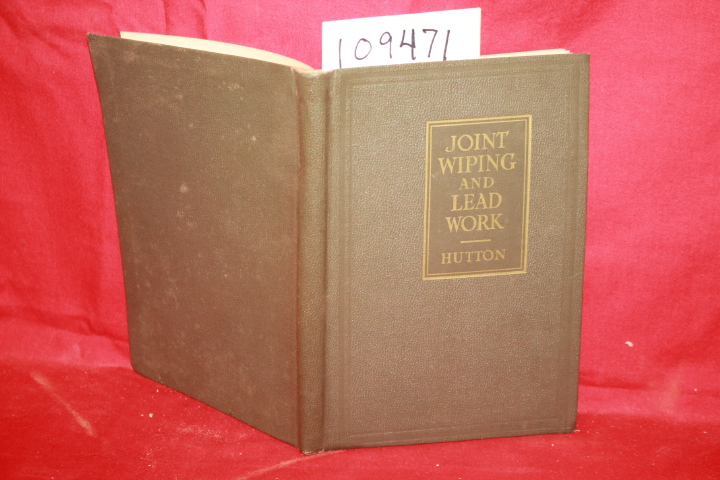 109471
JOINT
WIPING
AND
LEAD
WORK
HUTTON